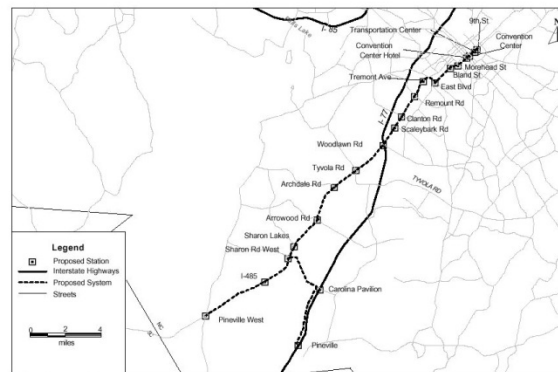 I- 85
9th St
Transportation Center
Convention
Center
Convention
Center Hotel
Morehead St
Bland St
Tremont Ave
East Blvd
Remount Rd
I-77
Clanton Rd
Scaleybark Rd
Woodlawn Rd
Tyvola Rd
TYVOLA RD
Archdale Rd
Arrowood Rd
Sharon Lakes
Sharon Rd West
I-485
Carolina Pavilion
Pineville West
Pineville
NC
SC
Legend
Proposed Station
Interstate Highways
Proposed System
Streets
0 2 4
miles